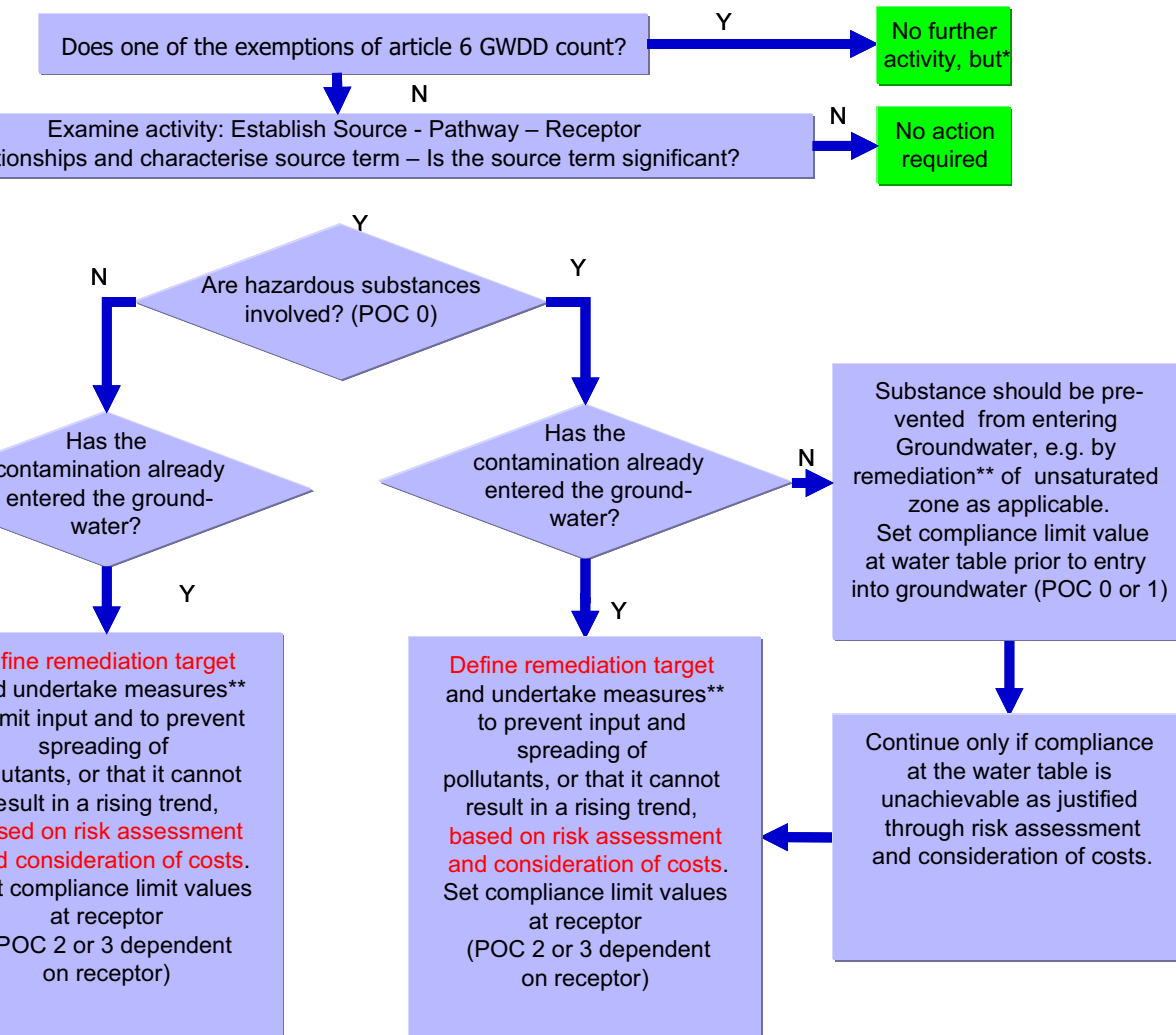 Does one of the exemptions of article 6 GWDD count?
Y
No further
activity, but*
N
Examine activity: Establish Source - Pathway – Receptor
tionships and characterise source term – Is the source term significant?
N
No action
required
Y
Are hazardous substances
involved? (POC 0)
N
Y
Has the
contamination already
entered the ground-
water?
Y
Has the
contamination already
entered the ground-
water?
N
Y
Substance should be pre-
vented from entering
Groundwater, e.g. by
remediation** of unsaturated
zone as applicable.
Set compliance limit value
at water table prior to entry
into groundwater (POC 0 or 1)
fine remediation target
d undertake measures**
mit input and to prevent
spreading of
lutants, or that it cannot
esult in a rising trend,
sed on risk assessment
d consideration of costs.
t compliance limit values
at receptor
POC 2 or 3 dependent
on receptor)
Define remediation target
and undertake measures**
to prevent input and
spreading of
pollutants, or that it cannot
result in a rising trend,
based on risk assessment
and consideration of costs.
Set compliance limit values
at receptor
(POC 2 or 3 dependent
on receptor)
Continue only if compliance
at the water table is
unachievable as justified
through risk assessment
and consideration of costs.